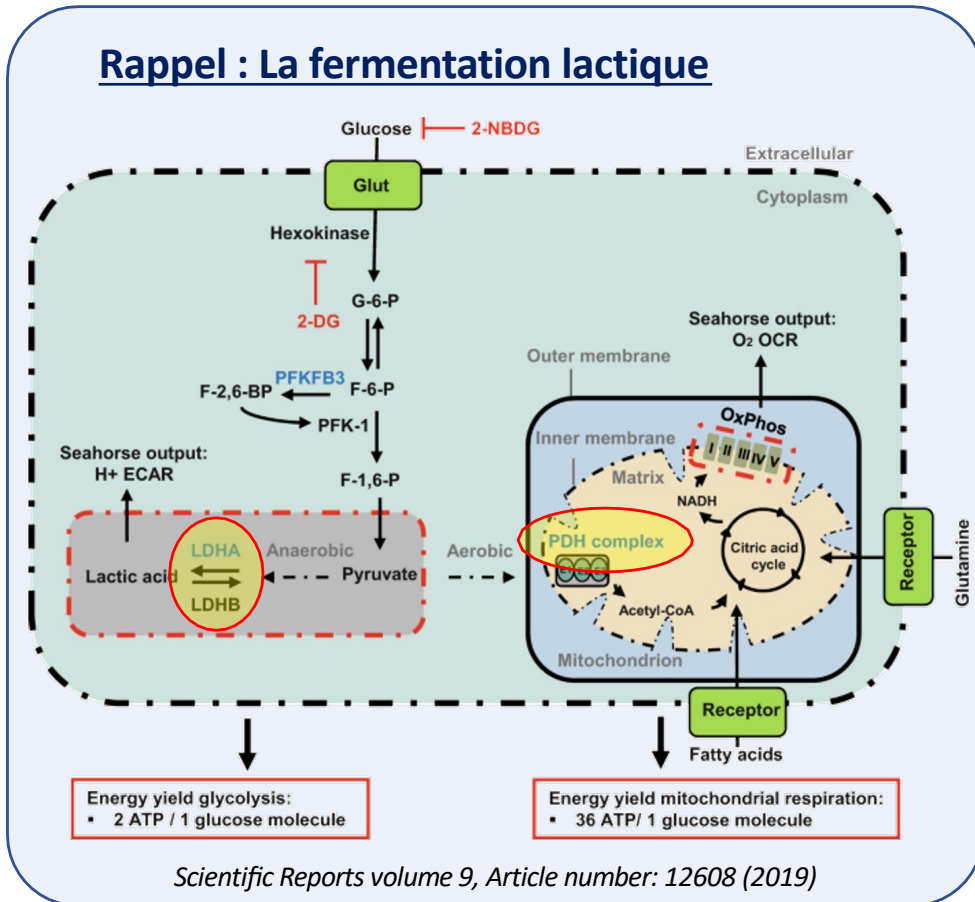 Rappel : La fermentation lactique
Glucose
2-NBDG
Extracellular
Glut
Cytoplasm
Hexokinase
G-6-P
2-DG
Seahorse output:
O₂ OCR
Outer membrane
PFKFB3
F-2,6-BP
F-6-P
OxPhos
PFK-1
Inner membrane
I II III IV V
Seahorse output:
H+ ECAR
Matrix
F-1,6-P
NADH
LDHA
Anaerobic
Aerobic
PDH complex
Citric acid
cycle
Lactic acid
Pyruvate
LDHB
Receptor
Glutamine
Acetyl-CoA
Mitochondrion
Receptor
Fatty acids
Energy yield glycolysis:
▪ 2 ATP / 1 glucose molecule
Energy yield mitochondrial respiration:
▪ 36 ATP/ 1 glucose molecule
Scientific Reports volume 9, Article number: 12608 (2019)